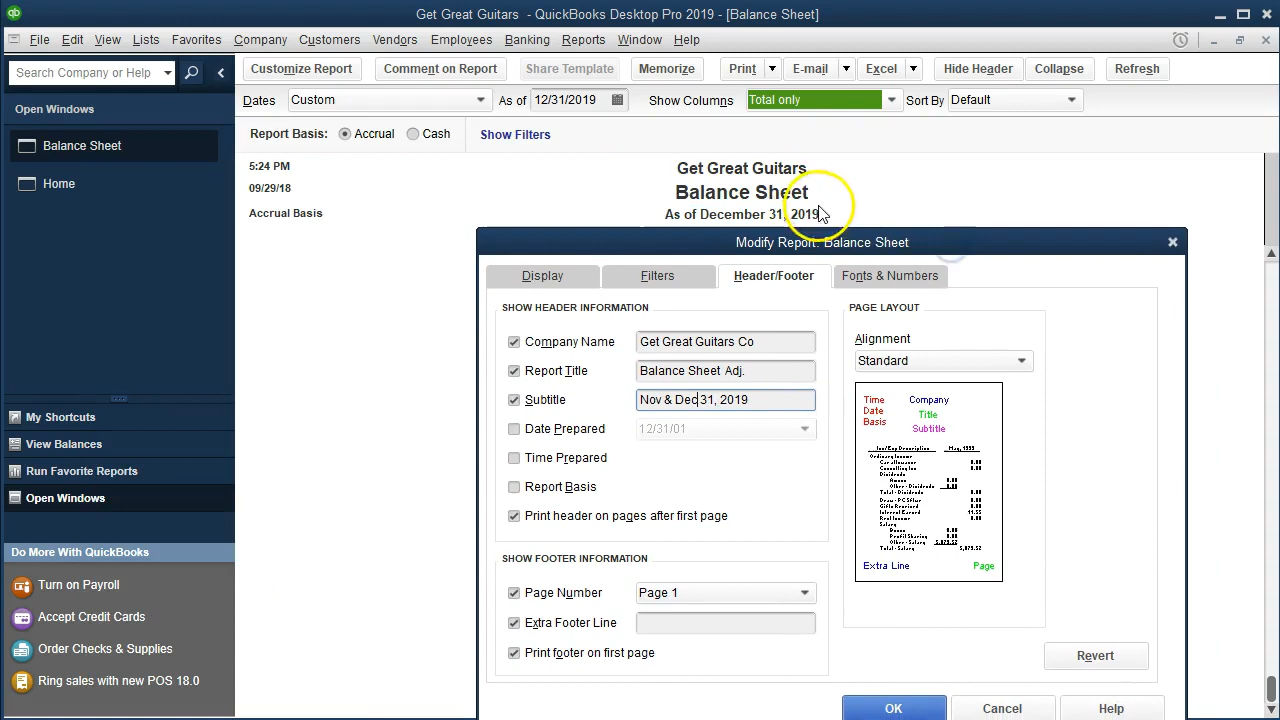 Get Great Guitars - QuickBooks Desktop Pro 2019 - [Balance Sheet]
File Edit View Lists Favorites Company Customers Vendors Employees Banking Reports Window Help
Search Company or Help
Customize Report Comment on Report Share Template Memorize Print E-mail Excel Hide Header Collapse Refresh
Dates Custom As of 12/31/2019 Show Columns Total only Sort By Default
Report Basis: Accrual Cash Show Filters
Open Windows
Balance Sheet
Home
My Shortcuts
View Balances
Run Favorite Reports
Open Windows
Do More With QuickBooks
Turn on Payroll
Accept Credit Cards
Order Checks & Supplies
Ring sales with new POS 18.0
5:24 PM
09/29/18
Accrual Basis
Get Great Guitars
Balance Sheet
As of December 31, 2019
Modify Report: Balance Sheet
Display Filters Header/Footer Fonts & Numbers
SHOW HEADER INFORMATION
Company Name Get Great Guitars Co
Report Title Balance Sheet Adj.
Subtitle Nov & Dec 31, 2019
Date Prepared 12/31/01
Time Prepared
Report Basis
Print header on pages after first page
SHOW FOOTER INFORMATION
Page Number Page 1
Extra Footer Line
Print footer on first page
PAGE LAYOUT
Alignment
Standard
Time Company
Date Title
Basis Subtitle
Extra Line Page
Revert
OK Cancel Help